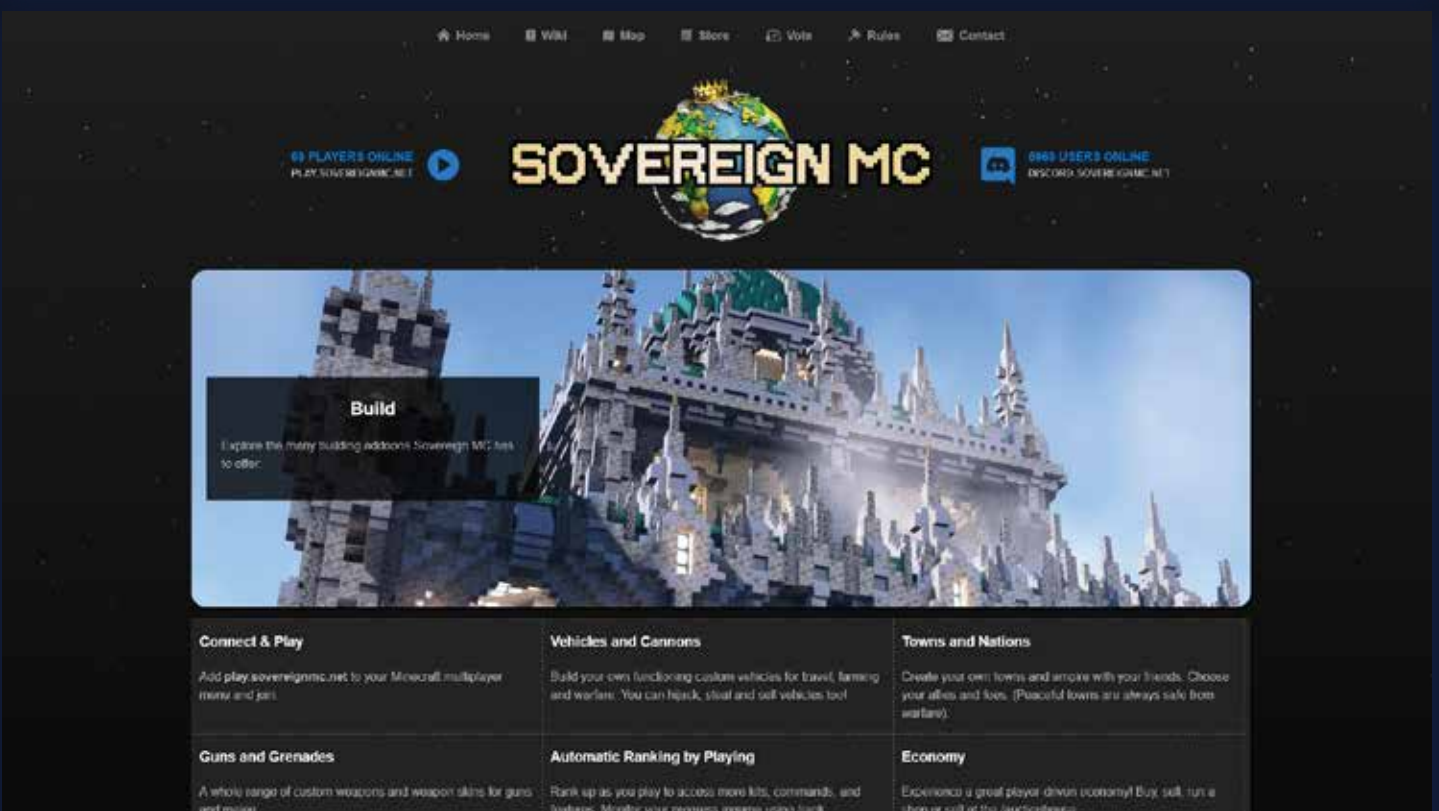 Home Wiki Map Store Vote Rules Contact
PLAYERS ONLINE
PLAY.SOVEREIGNMC.NET
SOVEREIGN MC
USERS ONLINE
DISCORD.SOVEREIGNMC.NET
Build
Explore the many building addons Sovereign MC has
to offer.
Connect & Play
Vehicles and Cannons
Towns and Nations
Add play.sovereignmc.net to your Minecraft multiplayer
menu and join.
Build your own functioning custom vehicles for travel, farming
and warfare. You can hijack, steal and sell vehicles too!
Create your own towns and empire with your friends. Choose
your allies and foes. (Peaceful towns are always safe from
warfare).
Guns and Grenades
Automatic Ranking by Playing
Economy
A whole range of custom weapons and weapon skins for guns
Rank up as you play to access more kits, commands, and
Experience a great player driven economy! Buy, sell, run a